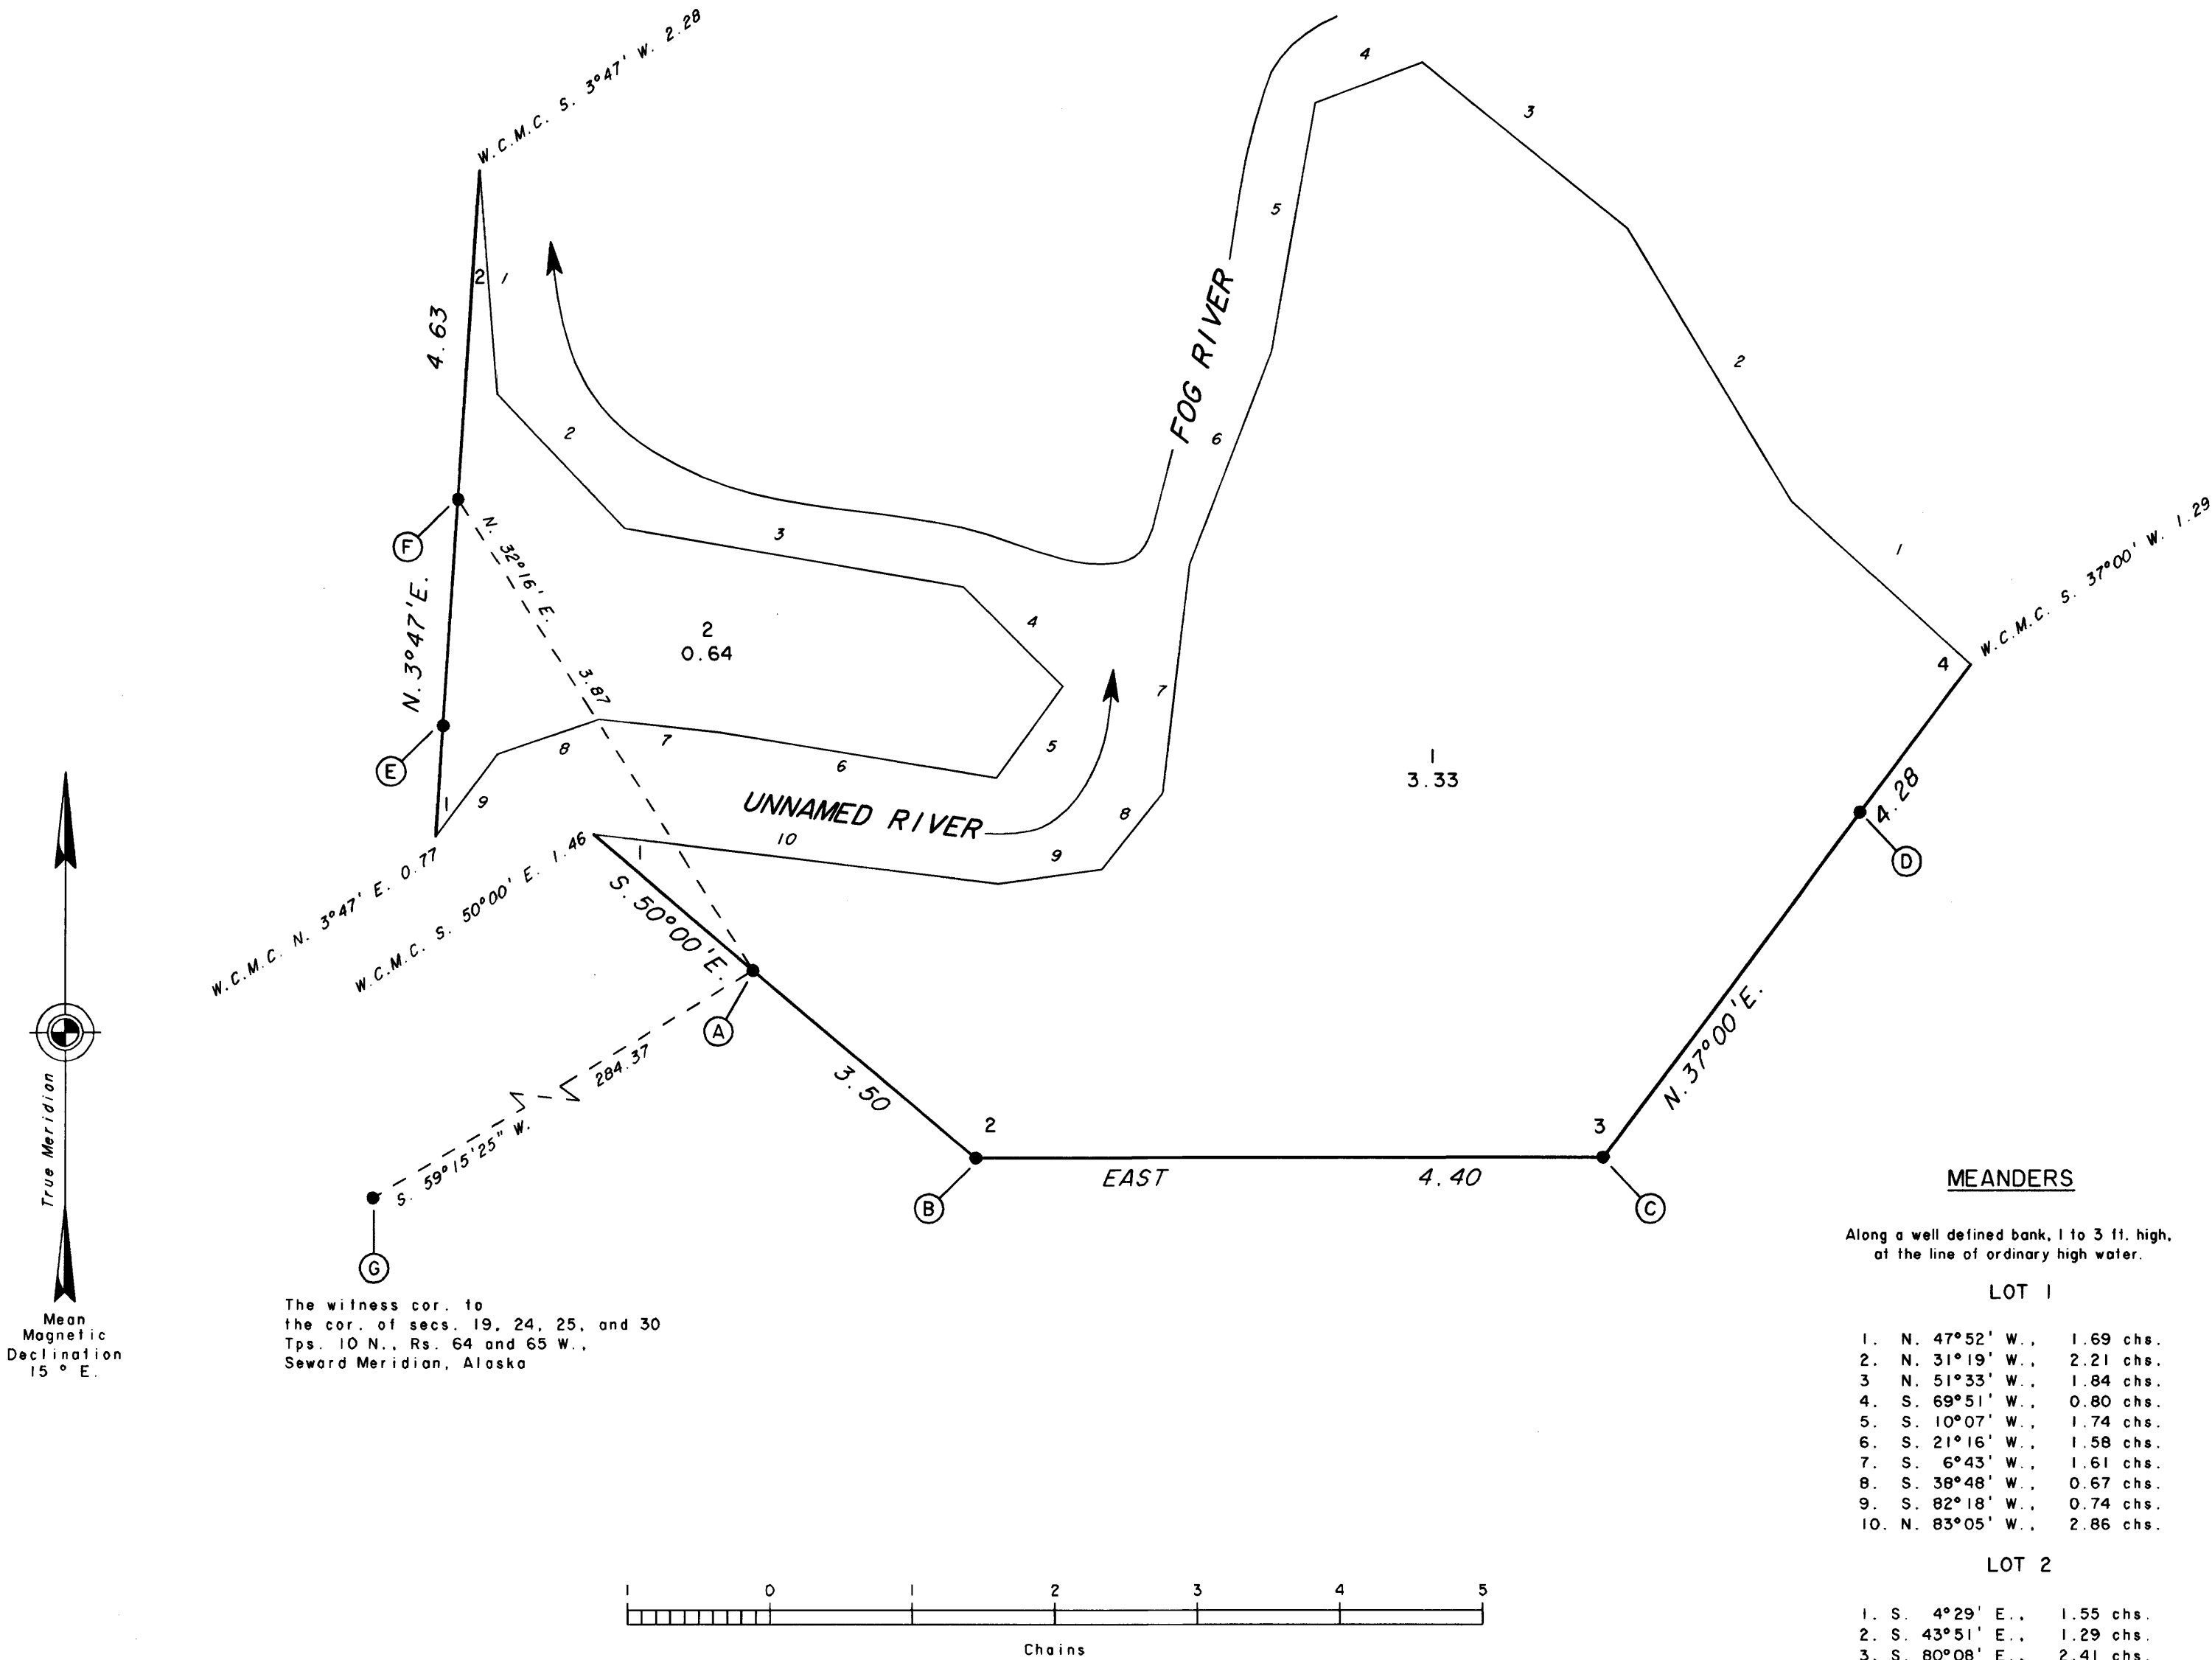 W.C.M.C. S. 3°47' W. 2.28
4
3
5
2 1
4.63
FOG RIVER
2
2
6
3
F
N. 32°16' E.
N. 3°47' E.
1
W.C.M.C. S. 37°00' W. 1.29
4
2
0.64
4
3.87
7
E
8
7
6
5
1
3.33
4.28
D
1
9
UNNAMED RIVER
8
10
9
1
W.C.M.C. N. 3°47' E. 0.77
W.C.M.C. S. 50°00' E. 1.46
S. 50°00' E.
A
N. 37°00' E.
284.37
3.50
S. 59°15'25" W.
2
3
EAST 4.40
B
C
G
True Meridian
Mean
Magnetic
Declination
15° E.
The witness cor. to
the cor. of secs. 19, 24, 25, and 30
Tps. 10 N., Rs. 64 and 65 W.,
Seward Meridian, Alaska
MEANDERS
Along a well defined bank, 1 to 3 ft. high,
at the line of ordinary high water.
LOT 1
1. N. 47°52' W., 1.69 chs.
2. N. 31°19' W., 2.21 chs.
3 N. 51°33' W., 1.84 chs.
4. S. 69°51' W., 0.80 chs.
5. S. 10°07' W., 1.74 chs.
6. S. 21°16' W., 1.58 chs.
7. S. 6°43' W., 1.61 chs.
8. S. 38°48' W., 0.67 chs.
9. S. 82°18' W., 0.74 chs.
10. N. 83°05' W., 2.86 chs.
LOT 2
1. S. 4°29' E., 1.55 chs.
2. S. 43°51' E., 1.29 chs.
3. S. 80°08' E., 2.41 chs.
1 0 1 2 3 4 5
Chains